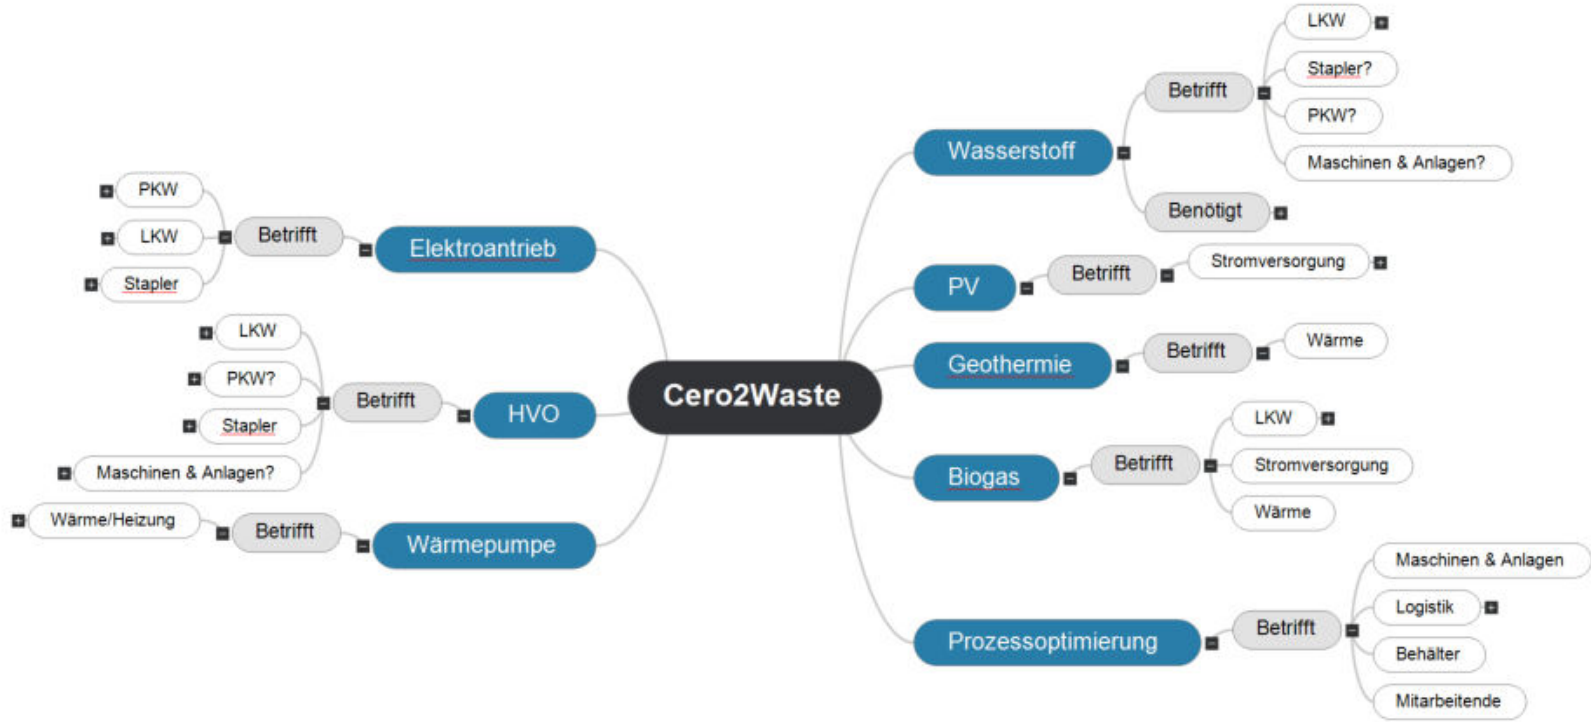 Cero2Waste
Elektroantrieb
Betrifft
PKW
LKW
Stapler
HVO
Betrifft
LKW
PKW?
Stapler
Maschinen & Anlagen?
Wärmepumpe
Betrifft
Wärme/Heizung
Wasserstoff
Betrifft
LKW
Stapler?
PKW?
Maschinen & Anlagen?
Benötigt
PV
Betrifft
Stromversorgung
Geothermie
Betrifft
Wärme
Biogas
Betrifft
LKW
Stromversorgung
Wärme
Prozessoptimierung
Betrifft
Maschinen & Anlagen
Logistik
Behälter
Mitarbeitende